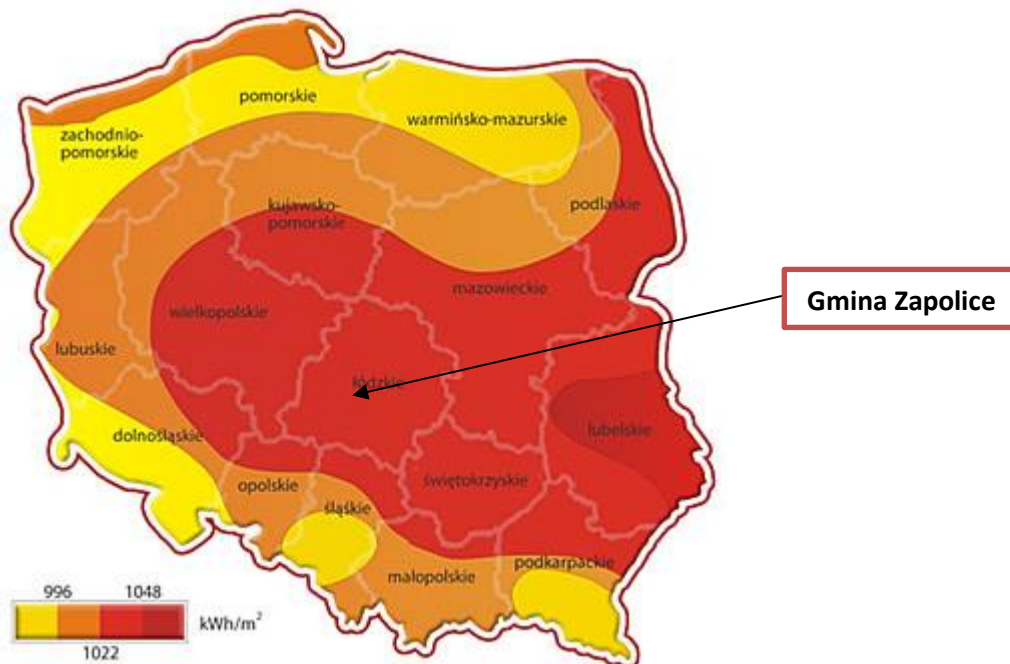 pomorskie
warmińsko-mazurskie
zachodnio-
pomorskie
kujawsko-
pomorskie
podlaskie
mazowieckie
Gmina Zapolice
wielkopolskie
lubuskie
łódzkie
lubelskie
dolnośląskie
świętokrzyskie
opolskie
śląskie
podkarpackie
małopolskie
996 1048
kWh/m²
1022